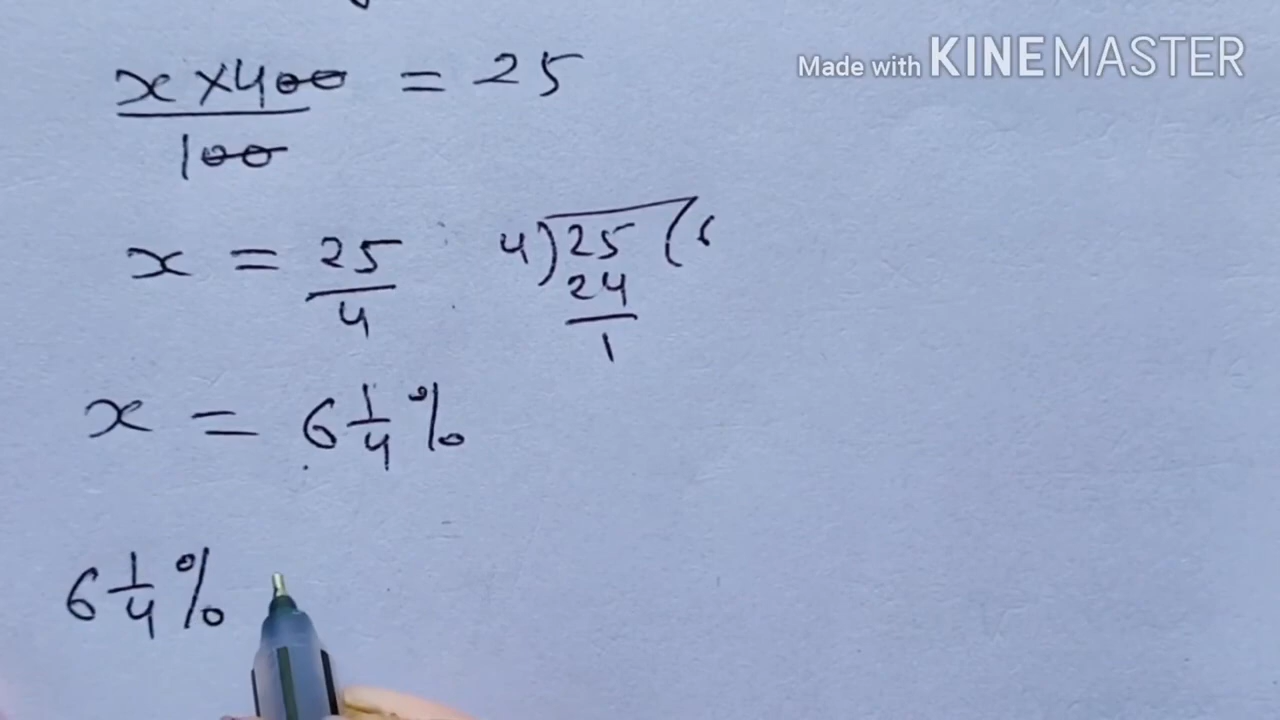 Made with KINEMASTER
x × 400 = 25
100
x = 25/4
4)25(6
24
1
x = 6 1/4 %
6 1/4 %